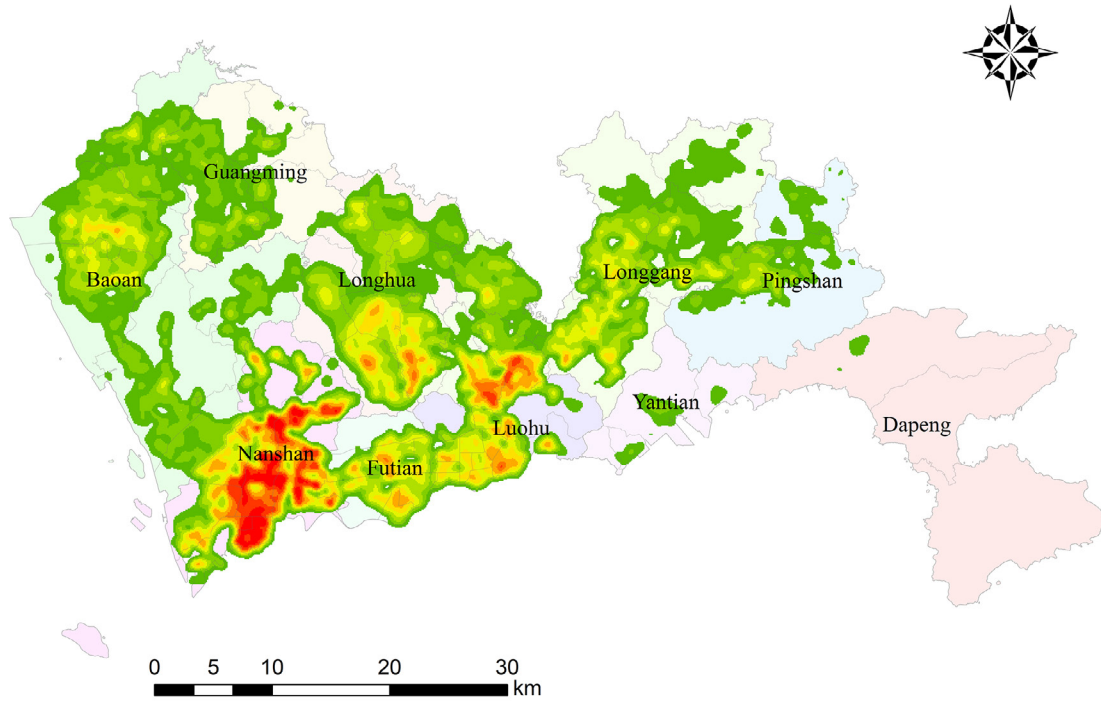 Guangming
Baoan
Longhua
Longgang
Pingshan
Yantian
Dapeng
Luohu
Nanshan
Futian
0 5 10 20 30
km